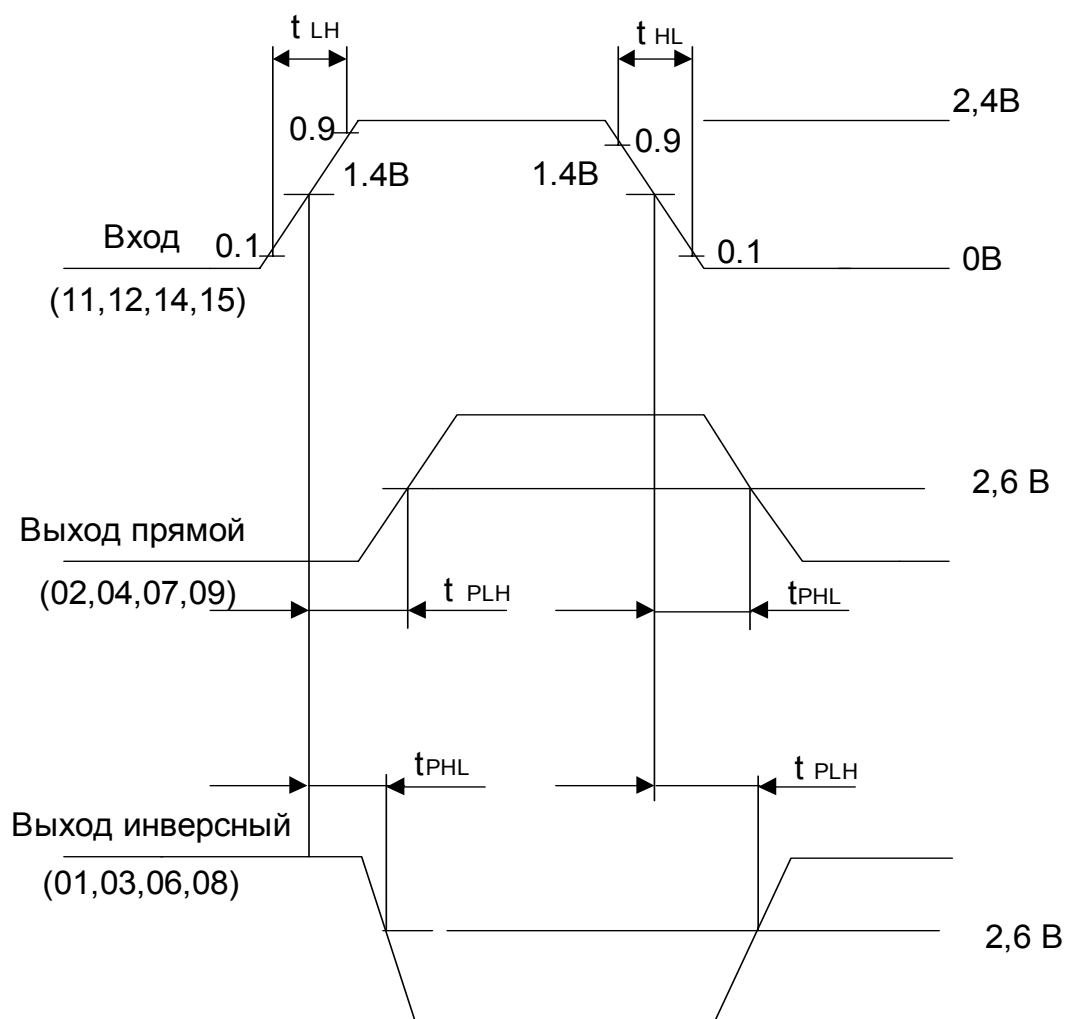 t LH
t HL
2,4В
0.9
0.9
1.4В
1.4В
Вход
0.1
0.1
0В
(11,12,14,15)
2,6 В
Выход прямой
(02,04,07,09)
t PLH
tPHL
tPHL
t PLH
Выход инверсный
(01,03,06,08)
2,6 В